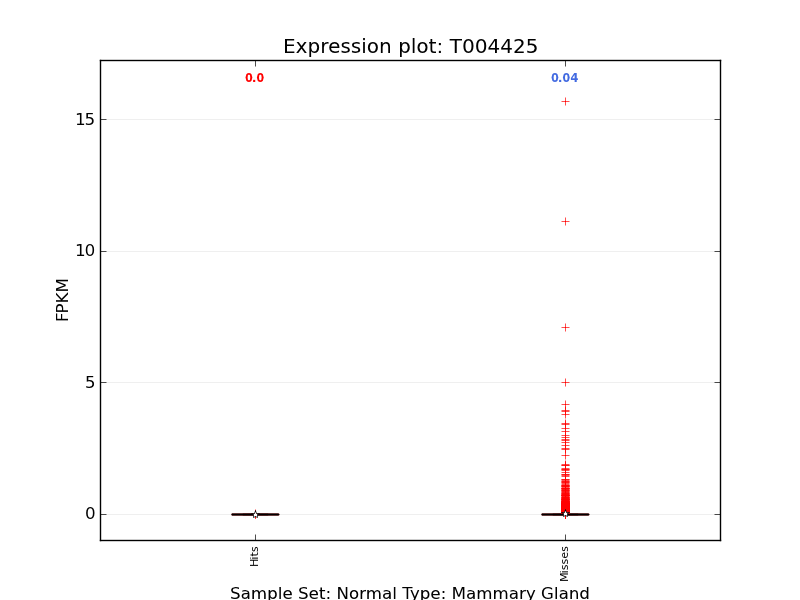 Expression plot: T004425
0.0
0.04
15
10
5
0
FPKM
Hits
Misses
Sample Set: Normal Type: Mammary Gland